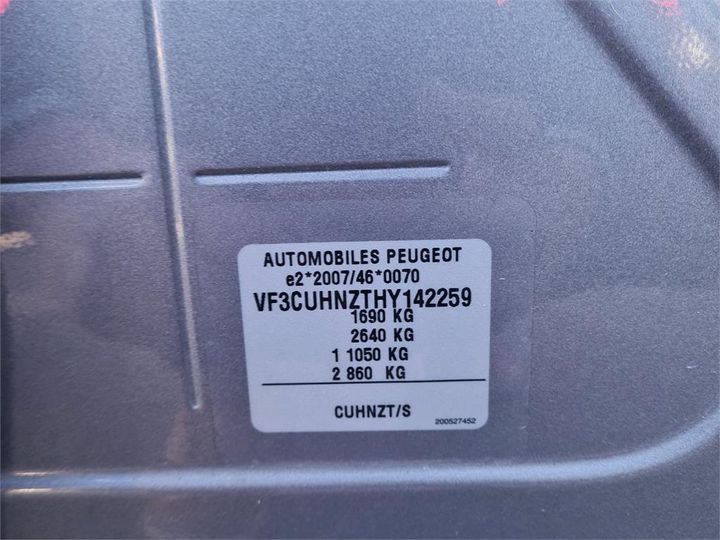 AUTOMOBILES PEUGEOT
e2*2007/46*0070
VF3CUHNZTHY142259
1690 KG
2640 KG
1 1050 KG
2 860 KG
CUHNZT/S
200527452